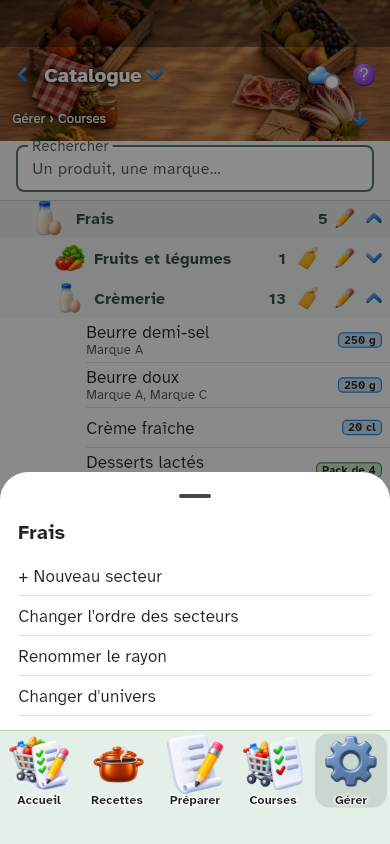 Catalogue
?
Gérer › Courses
Rechercher
Un produit, une marque...
Frais 5
Fruits et légumes 1
Crèmerie 13
Beurre demi-sel
Marque A
250 g
Beurre doux
Marque A, Marque C
250 g
Crème fraîche
20 cl
Desserts lactés
Pack de 4
Frais
+ Nouveau secteur
Changer l'ordre des secteurs
Renommer le rayon
Changer d'univers
Accueil Recettes Préparer Courses Gérer